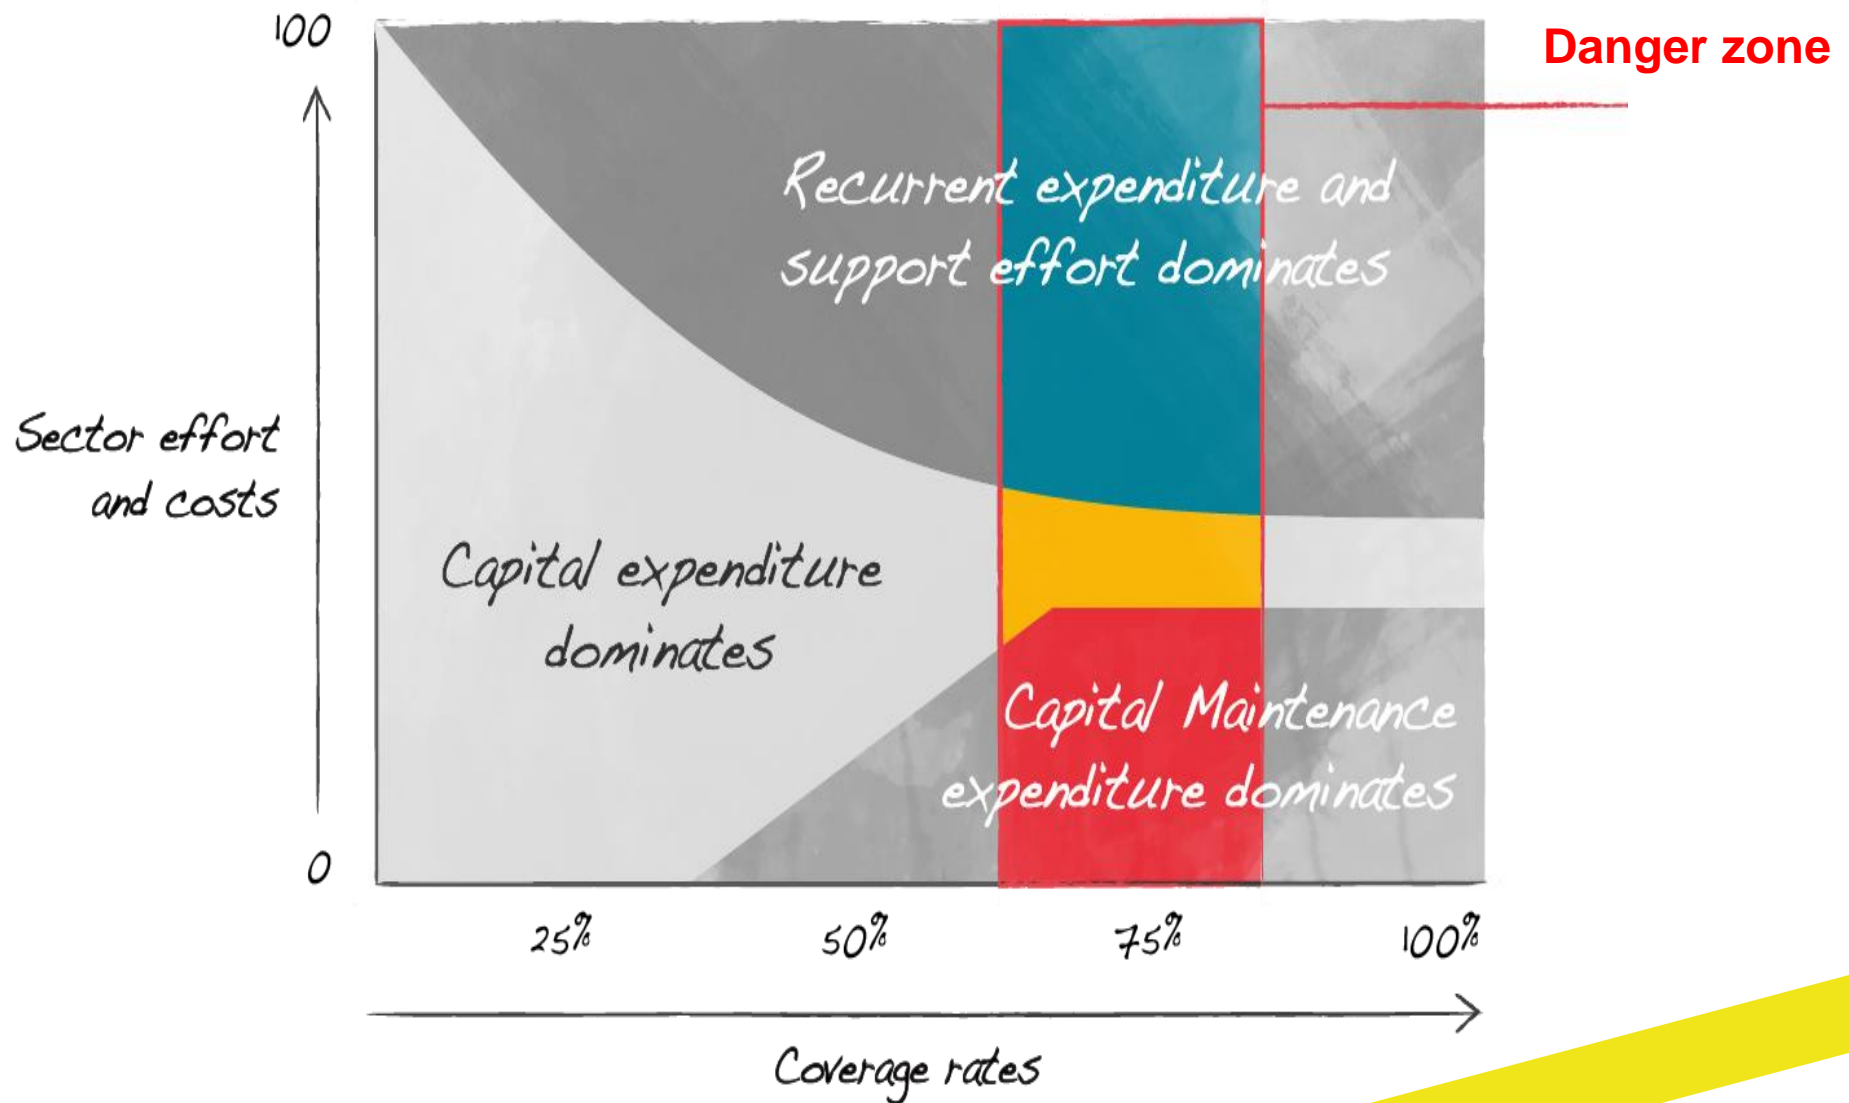 100
Danger zone
Recurrent expenditure and
support effort dominates
Sector effort
and costs
Capital expenditure
dominates
Capital Maintenance
expenditure dominates
0
25%
50%
75%
100%
Coverage rates